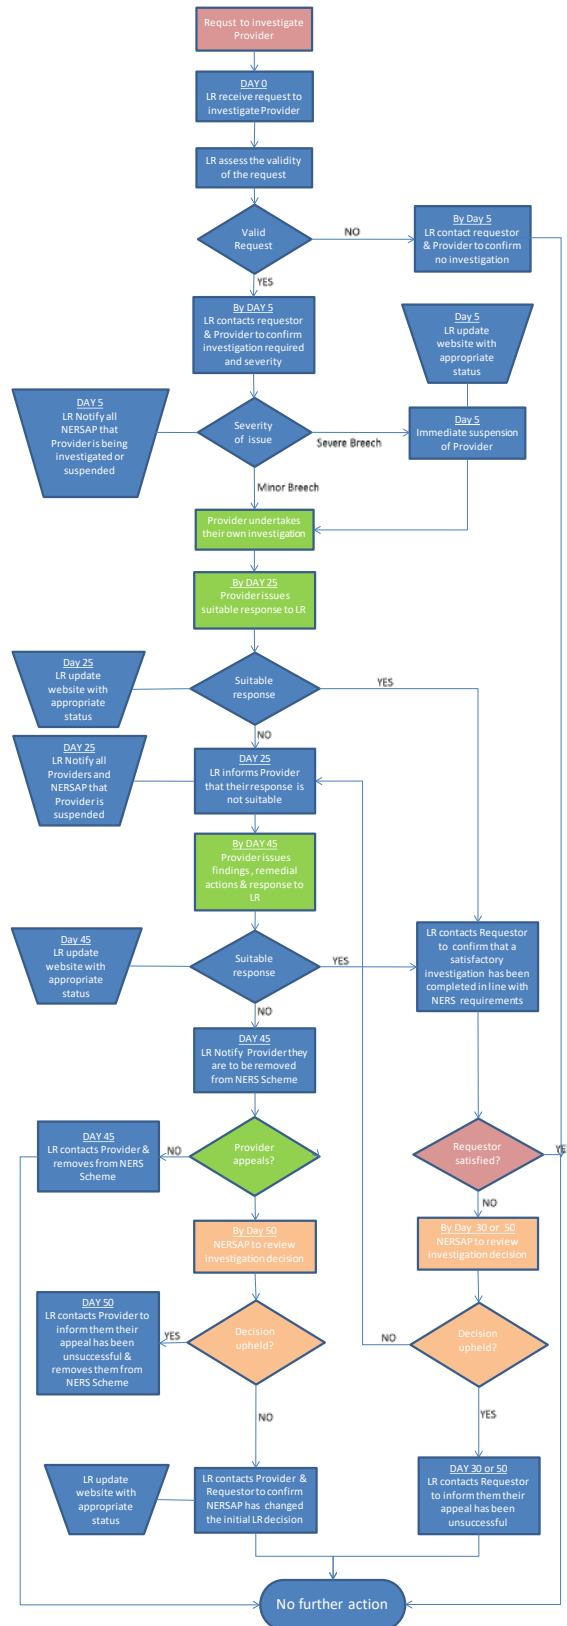 Requst to investigate
Provider
DAY 0
LR receive request to
investigate Provider
LR assess the validity
of the request
Valid
Request
NO
By Day 5
LR contact requestor
& Provider to confirm
no investigation
YES
By DAY 5
LR contacts requestor
& Provider to confirm
investigation required
and severity
Day 5
LR update
website with
appropriate
status
DAY 5
LR Notify all
NERSAP that
Provider is being
investigated or
suspended
Severity
of issue
Severe Breech
Day 5
Immediate suspension
of Provider
Minor Breech
Provider undertakes
their own investigation
By DAY 25
Provider issues
suitable response to LR
Day 25
LR update
website with
appropriate
status
Suitable
response
YES
NO
DAY 25
LR Notify all
Providers and
NERSAP that
Provider is
suspended
DAY 25
LR informs Provider
that their response is
not suitable
By DAY 45
Provider issues
findings , remedial
actions & response to
LR
Day 45
LR update
website with
appropriate
status
Suitable
response
YES
LR contacts Requestor
to confirm that a
satisfactory
investigation has been
completed in line with
NERS requirements
NO
DAY 45
LR Notify Provider they
are to be removed
from NERS Scheme
DAY 45
LR contacts Provider &
removes from NERS
Scheme
NO
Provider
appeals?
Requestor
satisfied?
YES
NO
By Day 50
NERSAP to review
investigation decision
By Day 30 or 50
NERSAP to review
investigation decision
DAY 50
LR contacts Provider to
inform them their
appeal has been
unsuccessful &
removes them from
NERS Scheme
YES
Decision
upheld?
NO
Decision
upheld?
NO
YES
LR update
website with
appropriate
status
LR contacts Provider &
Requestor to confirm
NERSAP has changed
the initial LR decision
DAY 30 or 50
LR contacts Requestor
to inform them their
appeal has been
unsuccessful
No further action